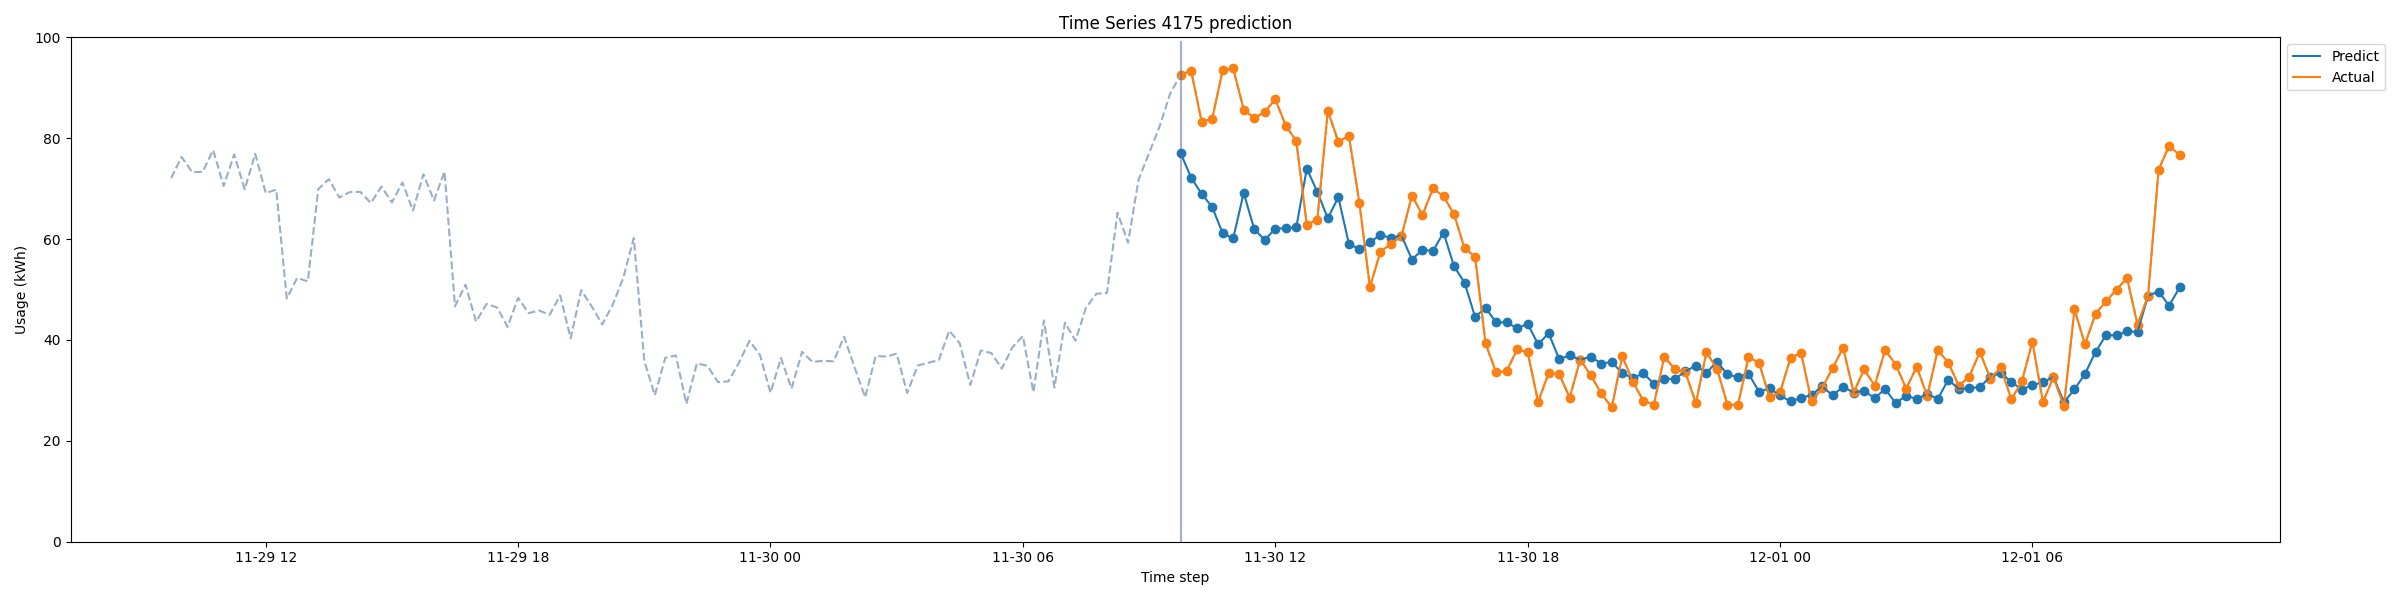 Time Series 4175 prediction
Predict
Actual
Usage (kWh)
100
80
60
40
20
0
11-29 12
11-29 18
11-30 00
11-30 06
11-30 12
11-30 18
12-01 00
12-01 06
Time step